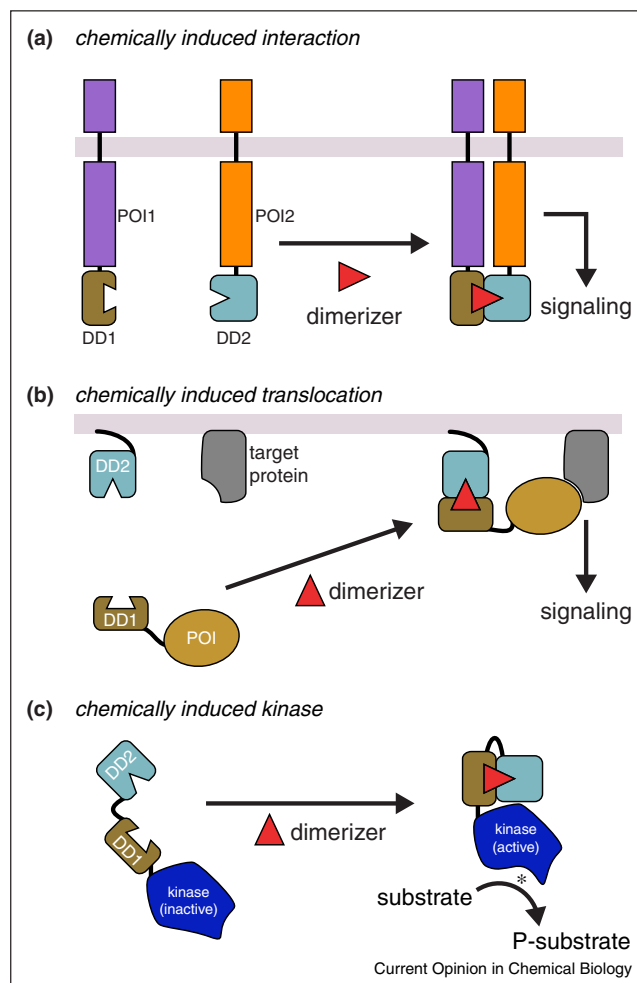 (a) chemically induced interaction
POI1
POI2
dimerizer
signaling
DD1
DD2
(b) chemically induced translocation
DD2
target
protein
dimerizer
DD1
POI
signaling
(c) chemically induced kinase
DD2
dimerizer
DD1
kinase
(inactive)
kinase
(active)
substrate
*
P-substrate
Current Opinion in Chemical Biology